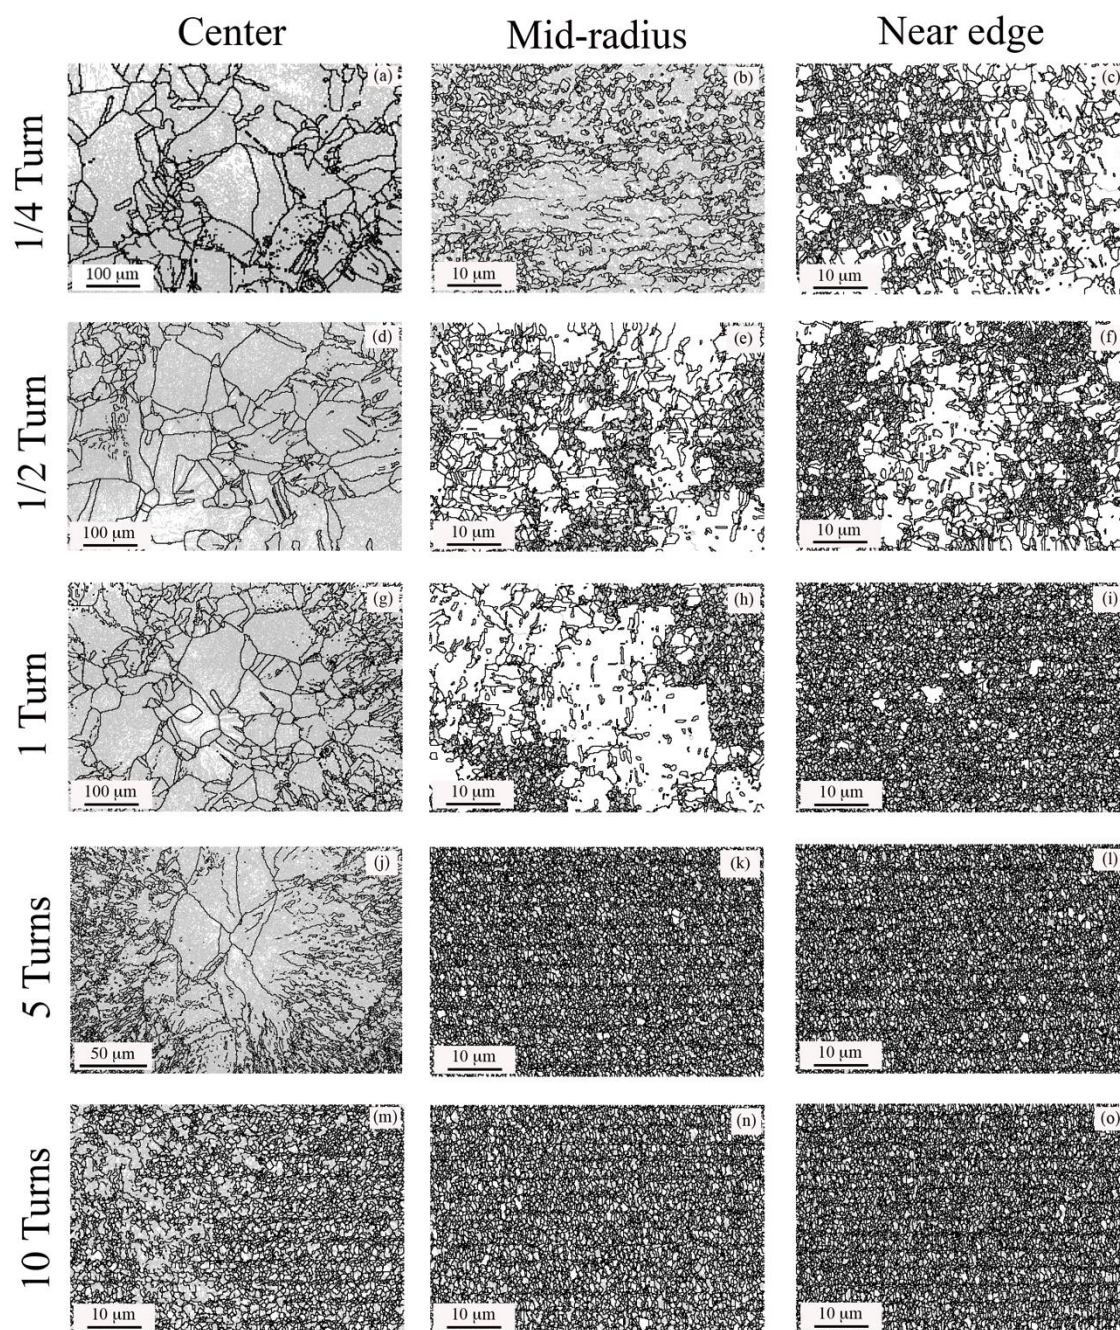 Center Mid-radius Near edge
1/4 Turn
(a) (b) (c)
100 μm 10 μm 10 μm
1/2 Turn
(d) (e) (f)
100 μm 10 μm 10 μm
1 Turn
(g) (h) (i)
100 μm 10 μm 10 μm
5 Turns
(j) (k) (l)
50 μm 10 μm 10 μm
10 Turns
(m) (n) (o)
10 μm 10 μm 10 μm